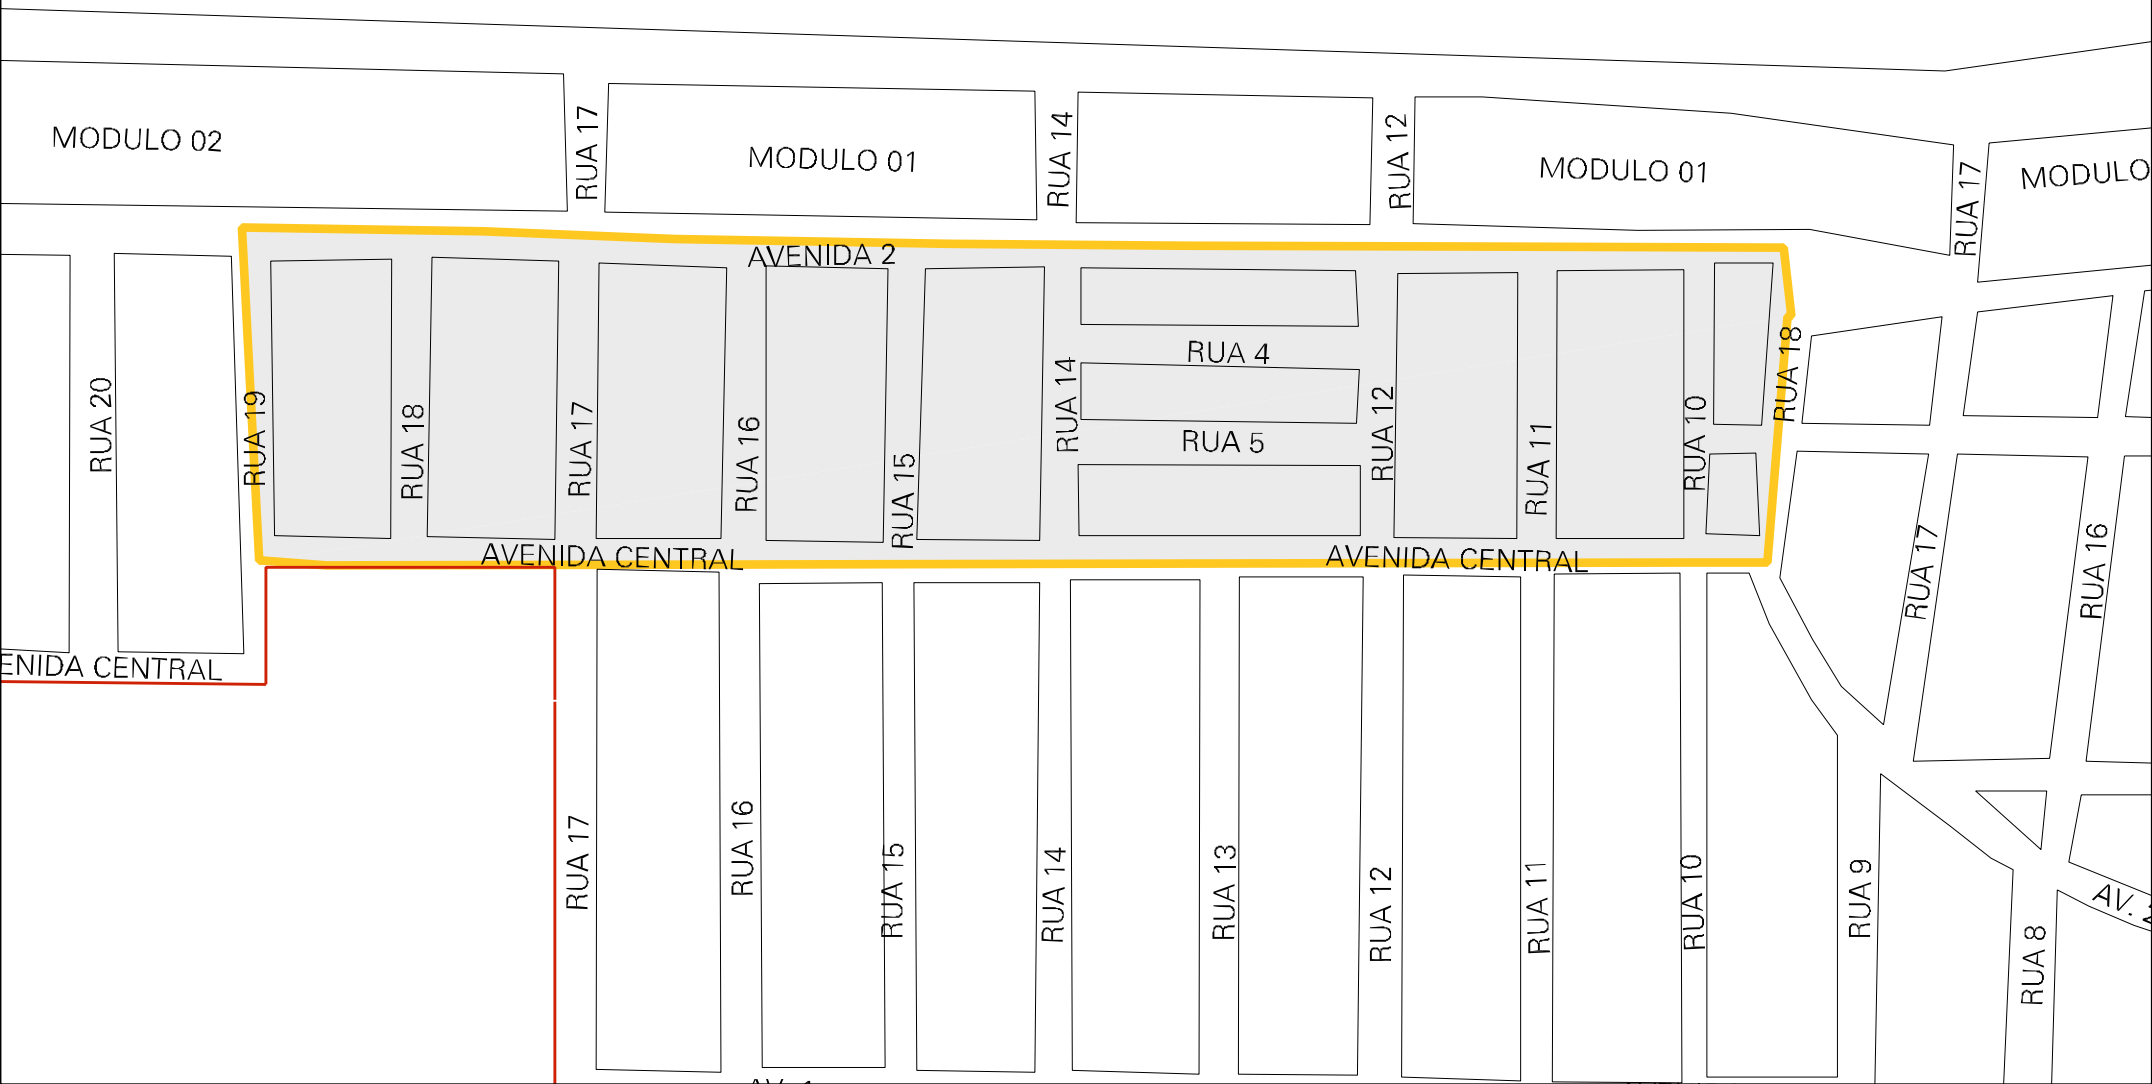 MODULO 02
RUA 17
MODULO 01
RUA 14
RUA 12
MODULO 01
RUA 17
MODULO
AVENIDA 2
RUA 20
RUA 19
RUA 18
RUA 17
RUA 16
RUA 15
RUA 14
RUA 4
RUA 5
RUA 12
RUA 11
RUA 10
RUA 18
AVENIDA CENTRAL
AVENIDA CENTRAL
RUA 17
RUA 16
ENIDA CENTRAL
RUA 17
RUA 16
RUA 15
RUA 14
RUA 13
RUA 12
RUA 11
RUA 10
RUA 9
RUA 8
AV.